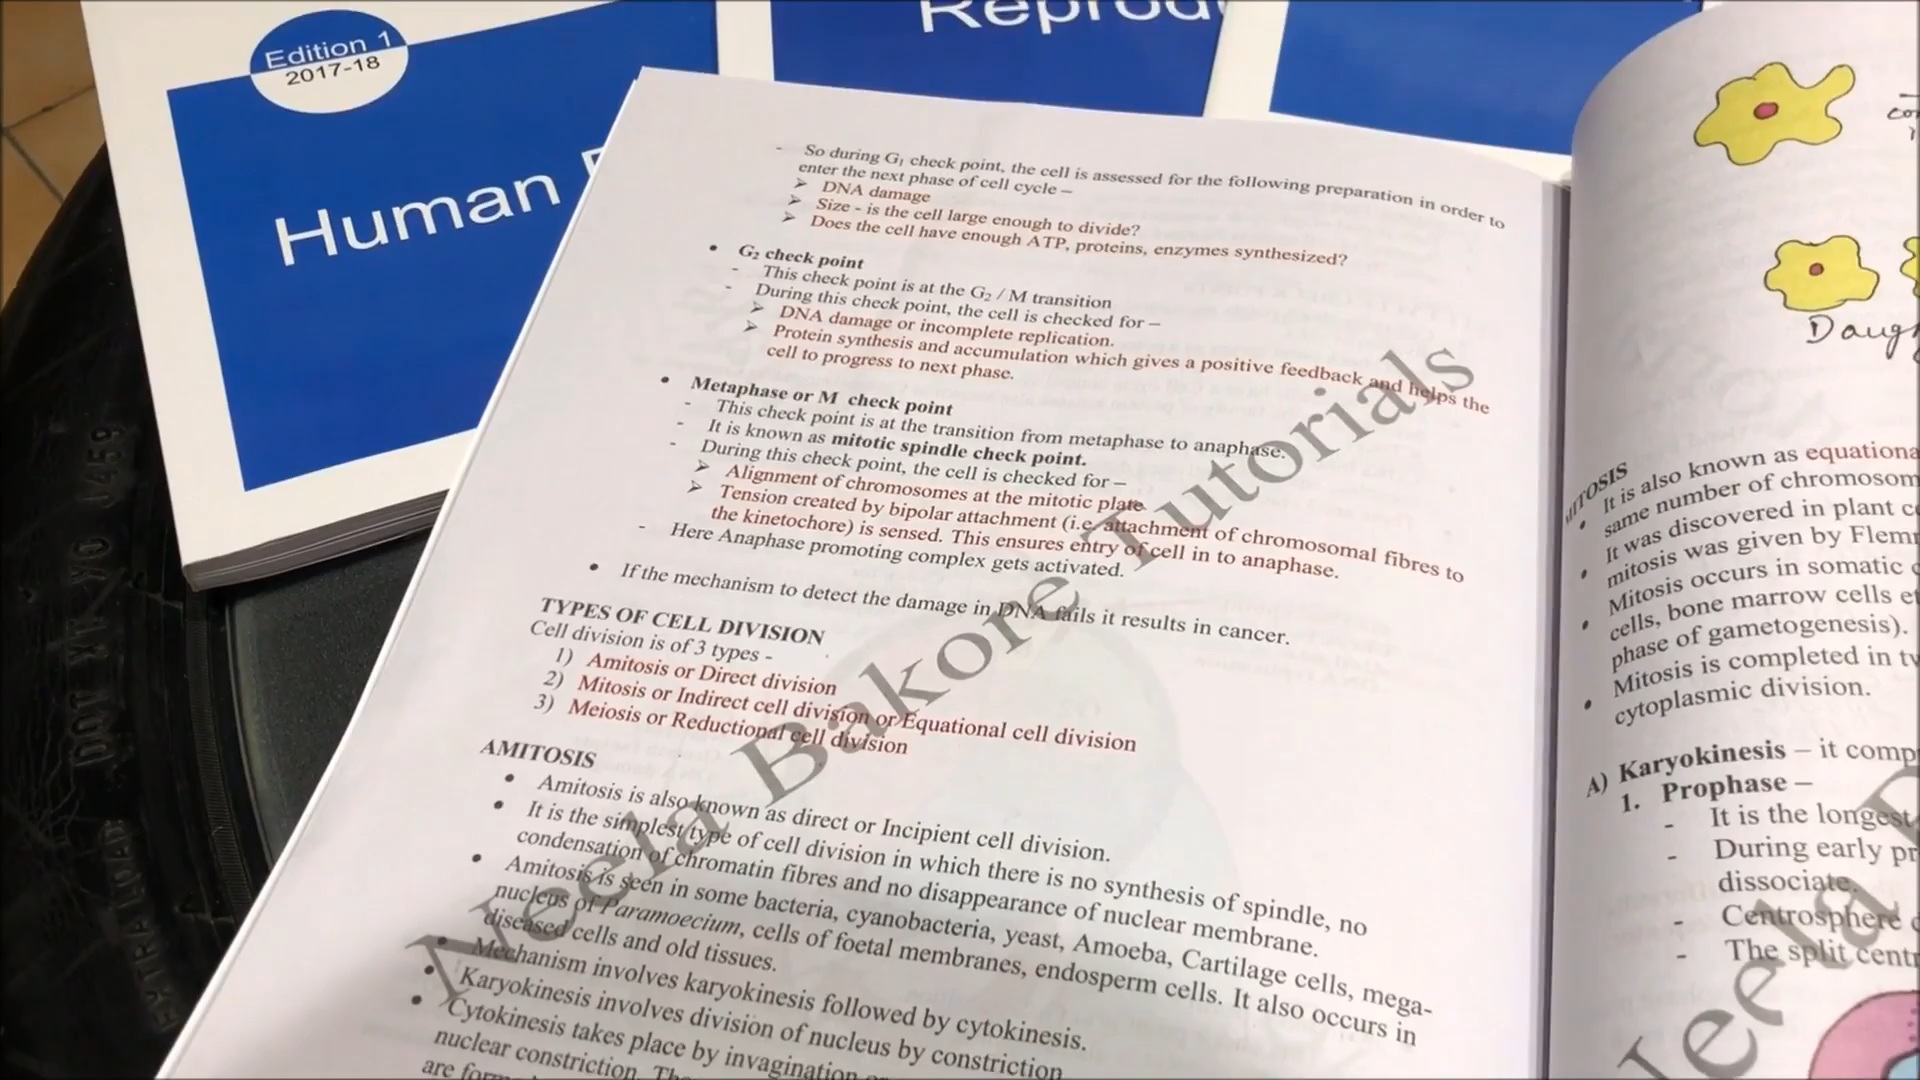 Edition 1
2017-18
Human
Reprodu
- So during G₁ check point, the cell is assessed for the following preparation in order to
enter the next phase of cell cycle –
➢ DNA damage
➢ Size - is the cell large enough to divide?
➢ Does the cell have enough ATP, proteins, enzymes synthesized?
• G₂ check point
- This check point is at the G₂ / M transition
- During this check point, the cell is checked for –
➢ DNA damage or incomplete replication.
➢ Protein synthesis and accumulation which gives a positive feedback and helps the
cell to progress to next phase.
• Metaphase or M check point
- This check point is at the transition from metaphase to anaphase.
- It is known as mitotic spindle check point.
- During this check point, the cell is checked for –
➢ Alignment of chromosomes at the mitotic plate
➢ Tension created by bipolar attachment (i.e. attachment of chromosomal fibres to
the kinetochore) is sensed. This ensures entry of cell in to anaphase.
- Here Anaphase promoting complex gets activated.
• If the mechanism to detect the damage in DNA fails it results in cancer.
TYPES OF CELL DIVISION
Cell division is of 3 types -
1) Amitosis or Direct division
2) Mitosis or Indirect cell division or Equational cell division
3) Meiosis or Reductional cell division
AMITOSIS
• Amitosis is also known as direct or Incipient cell division.
• It is the simplest type of cell division in which there is no synthesis of spindle, no
condensation of chromatin fibres and no disappearance of nuclear membrane.
• Amitosis is seen in some bacteria, cyanobacteria, yeast, Amoeba, Cartilage cells, mega-
nucleus of Paramoecium, cells of foetal membranes, endosperm cells. It also occurs in
diseased cells and old tissues.
• Mechanism involves karyokinesis followed by cytokinesis.
• Karyokinesis involves division of nucleus by constriction
• Cytokinesis takes place by invagination
nuclear constriction.
are
Neela Bakore Tutorials
Daugh
MITOSIS
• It is also known as equationa
same number of chromosom
• It was discovered in plant c
mitosis was given by Flemm
• Mitosis occurs in somatic c
cells, bone marrow cells et
phase of gametogenesis).
• Mitosis is completed in tw
cytoplasmic division.
A) Karyokinesis – it comp
1. Prophase –
- It is the longest
- During early pr
dissociate.
- Centrosphere
- The split centr
Neela B
DOT XT YO J459
EXTRA LOAD